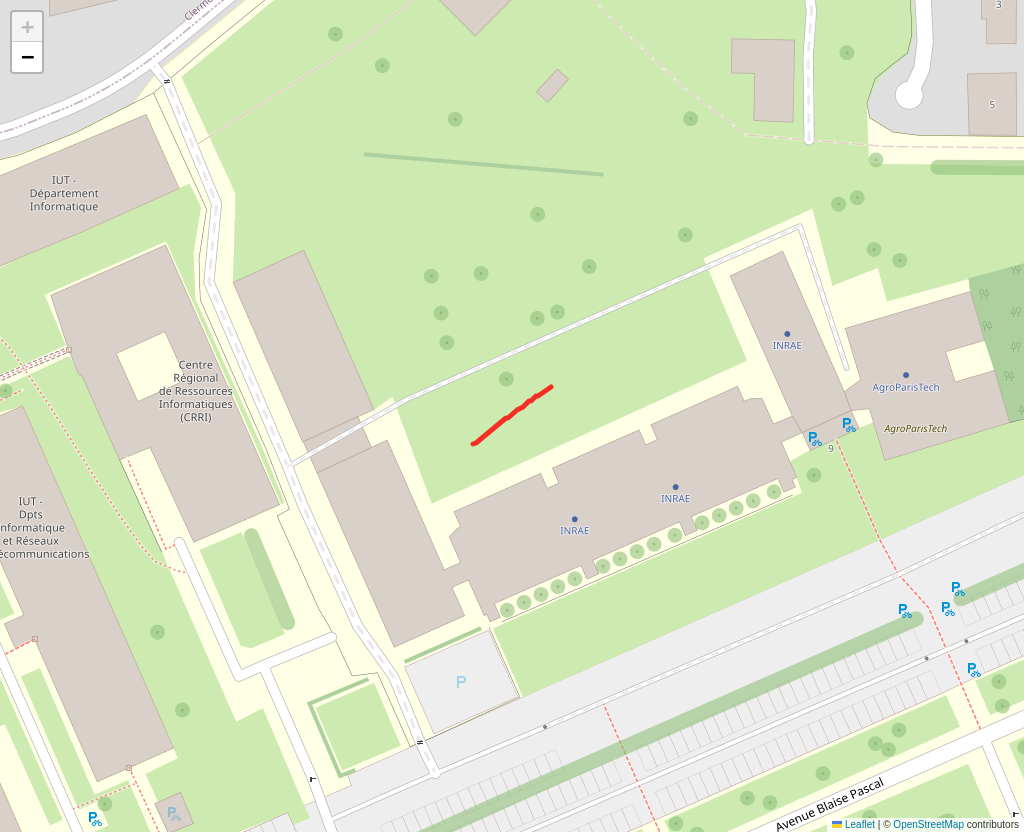 +
−
Clermo
3
5
IUT -
Département
Informatique
Centre
Régional
de Ressources
Informatiques
(CRRI)
INRAE
AgroParisTech
AgroParisTech
9
INRAE
INRAE
IUT -
Dpts
nformatique
et Réseaux
écommunications
P
P
P
P
P
P
P
P
P
Avenue Blaise Pascal
Leaflet | © OpenStreetMap contributors